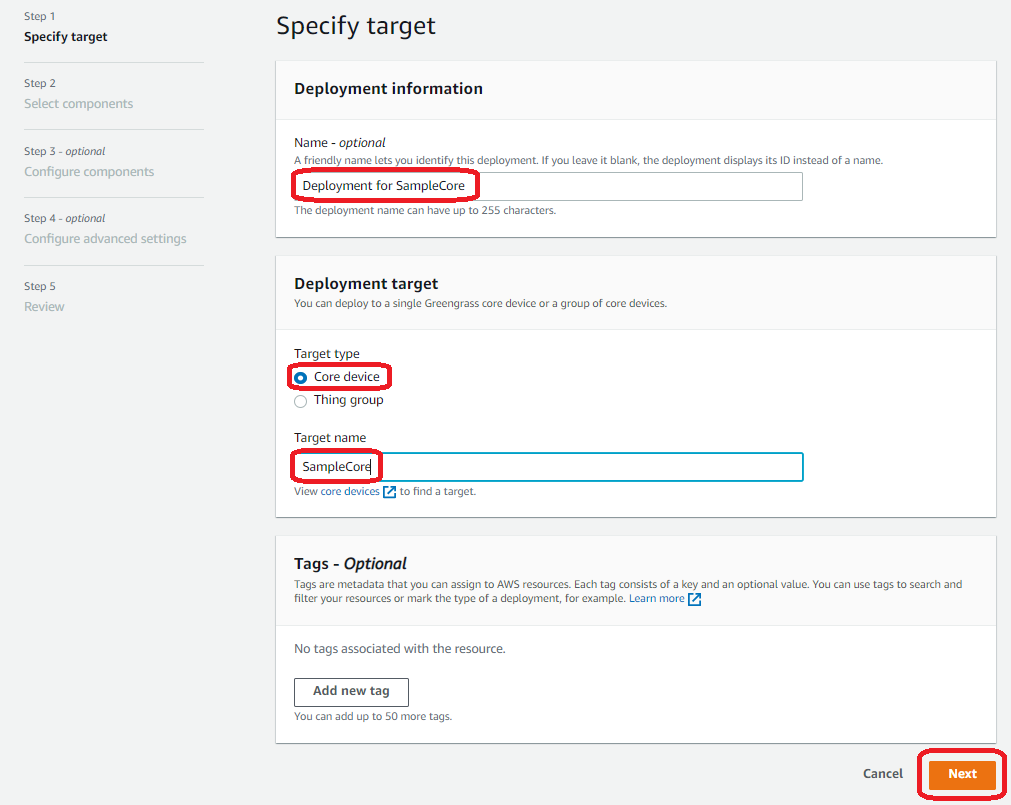 Step 1
Specify target
Step 2
Select components
Step 3 - optional
Configure components
Step 4 - optional
Configure advanced settings
Step 5
Review
Specify target
Deployment information
Name - optional
A friendly name lets you identify this deployment. If you leave it blank, the deployment displays its ID instead of a name.
Deployment for SampleCore
The deployment name can have up to 255 characters.
Deployment target
You can deploy to a single Greengrass core device or a group of core devices.
Target type
Core device
Thing group
Target name
SampleCore
View core devices to find a target.
Tags - Optional
Tags are metadata that you can assign to AWS resources. Each tag consists of a key and an optional value. You can use tags to search and
filter your resources or mark the type of a deployment, for example. Learn more
No tags associated with the resource.
Add new tag
You can add up to 50 more tags.
Cancel
Next